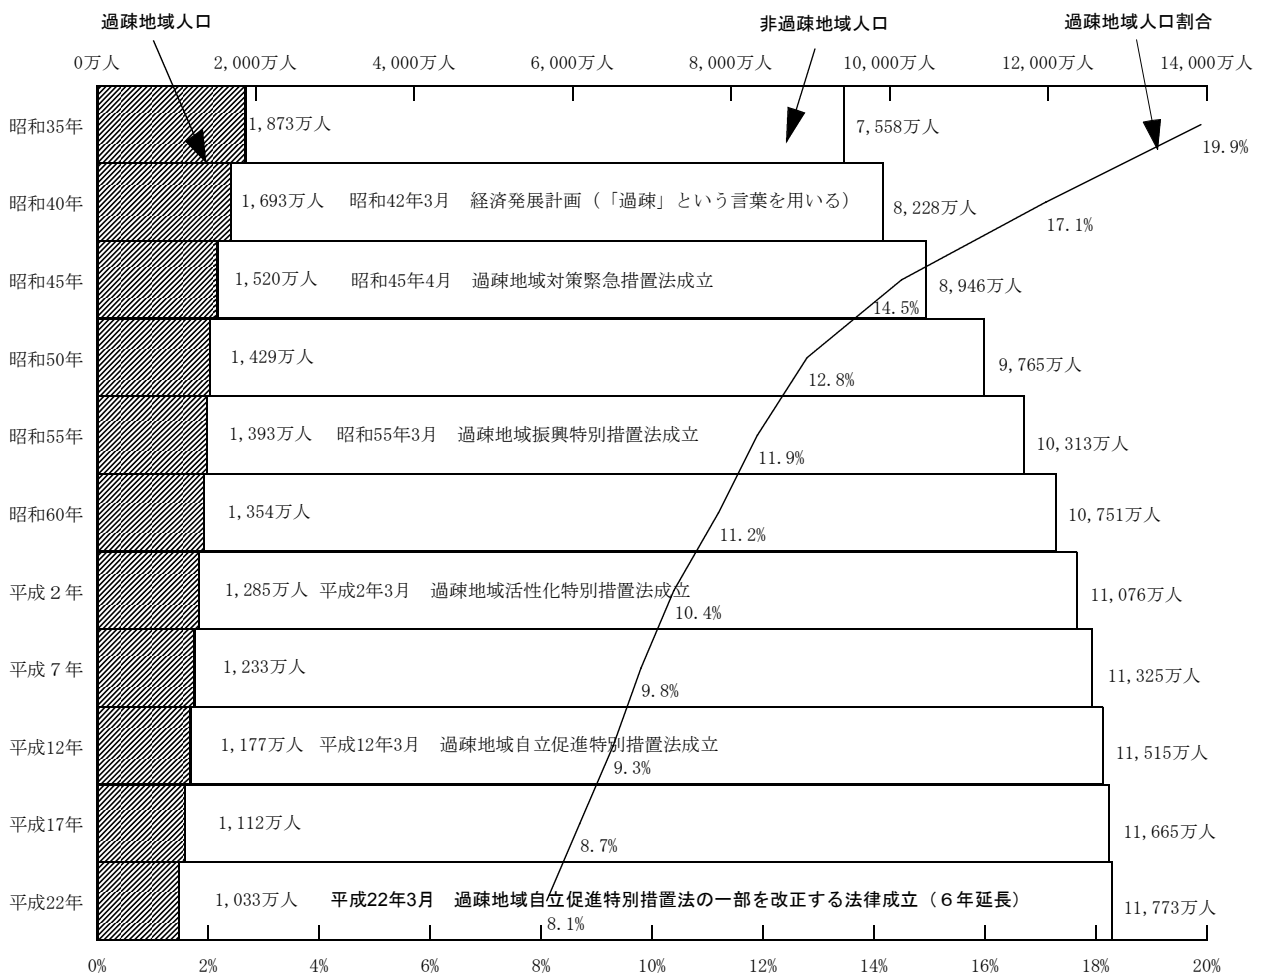 過疎地域人口
非過疎地域人口
過疎地域人口割合
0万人 2,000万人 4,000万人 6,000万人 8,000万人 10,000万人 12,000万人 14,000万人
昭和35年 1,873万人 7,558万人
19.9%
昭和40年 1,693万人 昭和42年3月 経済発展計画(「過疎」という言葉を用いる) 8,228万人
17.1%
昭和45年 1,520万人 昭和45年4月 過疎地域対策緊急措置法成立 8,946万人
14.5%
昭和50年 1,429万人 9,765万人
12.8%
昭和55年 1,393万人 昭和55年3月 過疎地域振興特別措置法成立 10,313万人
11.9%
昭和60年 1,354万人 10,751万人
11.2%
平成2年 1,285万人 平成2年3月 過疎地域活性化特別措置法成立 11,076万人
10.4%
平成7年 1,233万人 11,325万人
9.8%
平成12年 1,177万人 平成12年3月 過疎地域自立促進特別措置法成立 11,515万人
9.3%
平成17年 1,112万人 11,665万人
8.7%
平成22年 1,033万人 平成22年3月 過疎地域自立促進特別措置法の一部を改正する法律成立(6年延長) 11,773万人
8.1%
0% 2% 4% 6% 8% 10% 12% 14% 16% 18% 20%